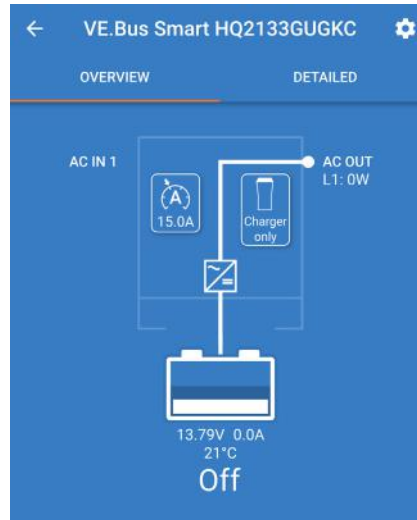 VE.Bus Smart HQ2133GUGKC
OVERVIEW
DETAILED
AC IN 1
AC OUT
L1: 0W
A
15.0A
Charger
only
13.79V 0.0A
21°C
Off